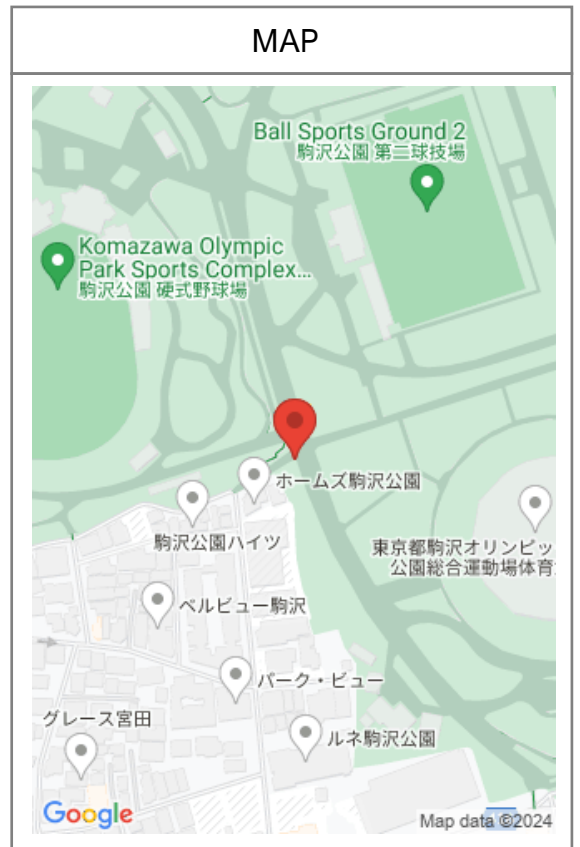 MAP
Ball Sports Ground 2
駒沢公園 第二球技場
Komazawa Olympic
Park Sports Complex...
駒沢公園 硬式野球場
ホームズ駒沢公園
駒沢公園ハイツ
東京都駒沢オリンピッ
公園総合運動場体育
ベルビュー駒沢
パーク・ビュー
グレース宮田
ルネ駒沢公園
Google
Map data ©2024